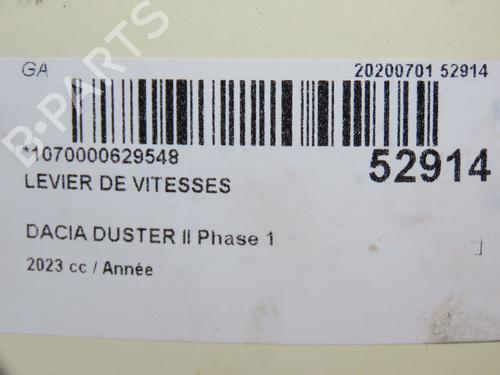 GA
20200701 52914
*1070000629548
52914
LEVIER DE VITESSES
DACIA DUSTER II Phase 1
2023 cc / Année
B-PARTS